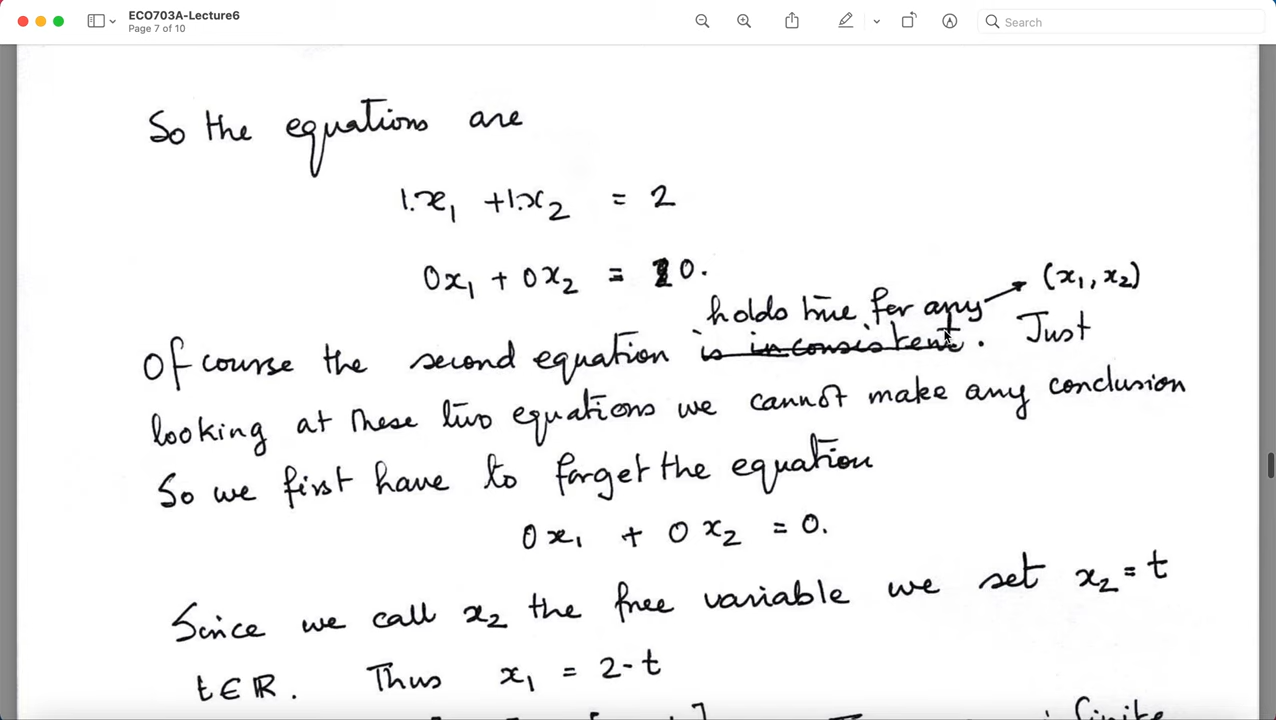 ECO703A-Lecture6
Page 7 of 10
Search
So the equations are
1.x₁ + 1.x₂ = 2
0x₁ + 0x₂ = 0.
holds true for any → (x₁, x₂)
Of course the second equation is inconsistent. Just
looking at these two equations we cannot make any conclusion
So we first have to forget the equation
0x₁ + 0x₂ = 0.
Since we call x₂ the free variable we set x₂ = t
t ∈ ℝ. Thus x₁ = 2 - t